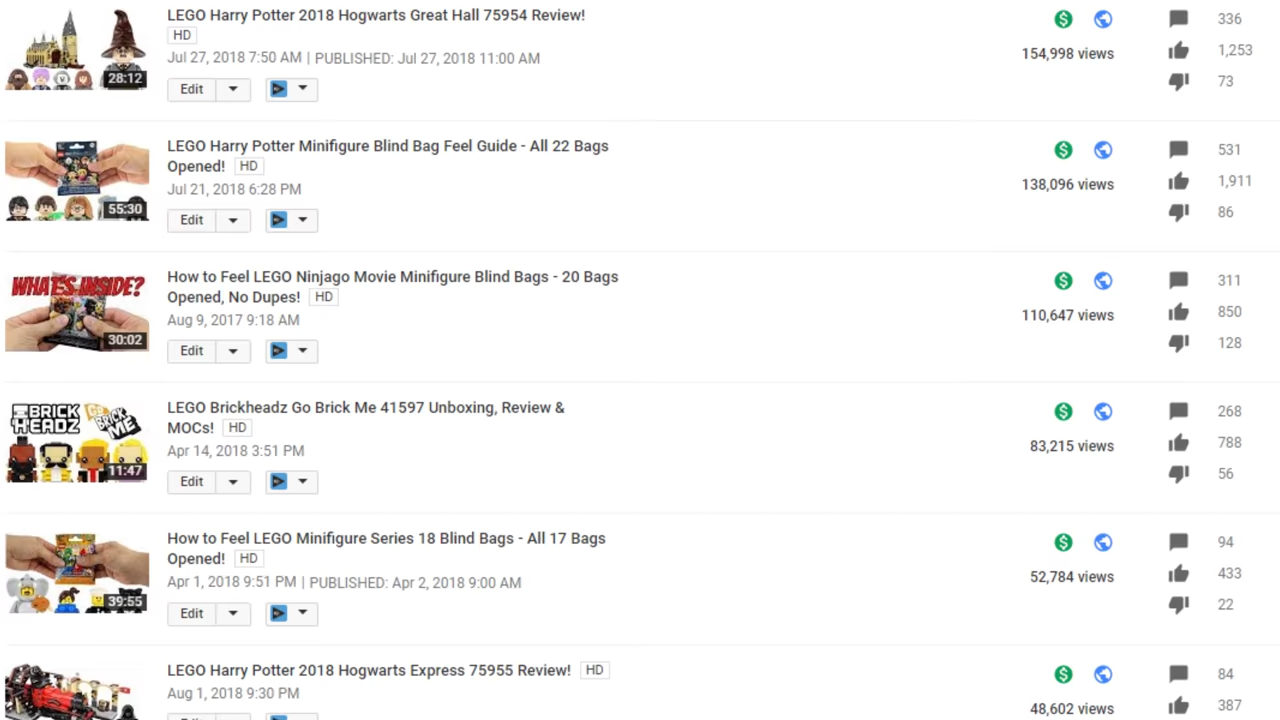 LEGO Harry Potter 2018 Hogwarts Great Hall 75954 Review!
HD
Jul 27, 2018 7:50 AM | PUBLISHED: Jul 27, 2018 11:00 AM
Edit
28:12
154,998 views
336
1,253
73
LEGO Harry Potter Minifigure Blind Bag Feel Guide - All 22 Bags
Opened! HD
Jul 21, 2018 6:28 PM
Edit
55:30
138,096 views
531
1,911
86
WHAT'S INSIDE?
How to Feel LEGO Ninjago Movie Minifigure Blind Bags - 20 Bags
Opened, No Dupes! HD
Aug 9, 2017 9:18 AM
Edit
30:02
110,647 views
311
850
128
BRICK
HEADZ
GO
BRICK
ME
LEGO Brickheadz Go Brick Me 41597 Unboxing, Review &
MOCs! HD
Apr 14, 2018 3:51 PM
Edit
11:47
83,215 views
268
788
56
How to Feel LEGO Minifigure Series 18 Blind Bags - All 17 Bags
Opened! HD
Apr 1, 2018 9:51 PM | PUBLISHED: Apr 2, 2018 9:00 AM
Edit
39:55
52,784 views
94
433
22
LEGO Harry Potter 2018 Hogwarts Express 75955 Review! HD
Aug 1, 2018 9:30 PM
48,602 views
84
387